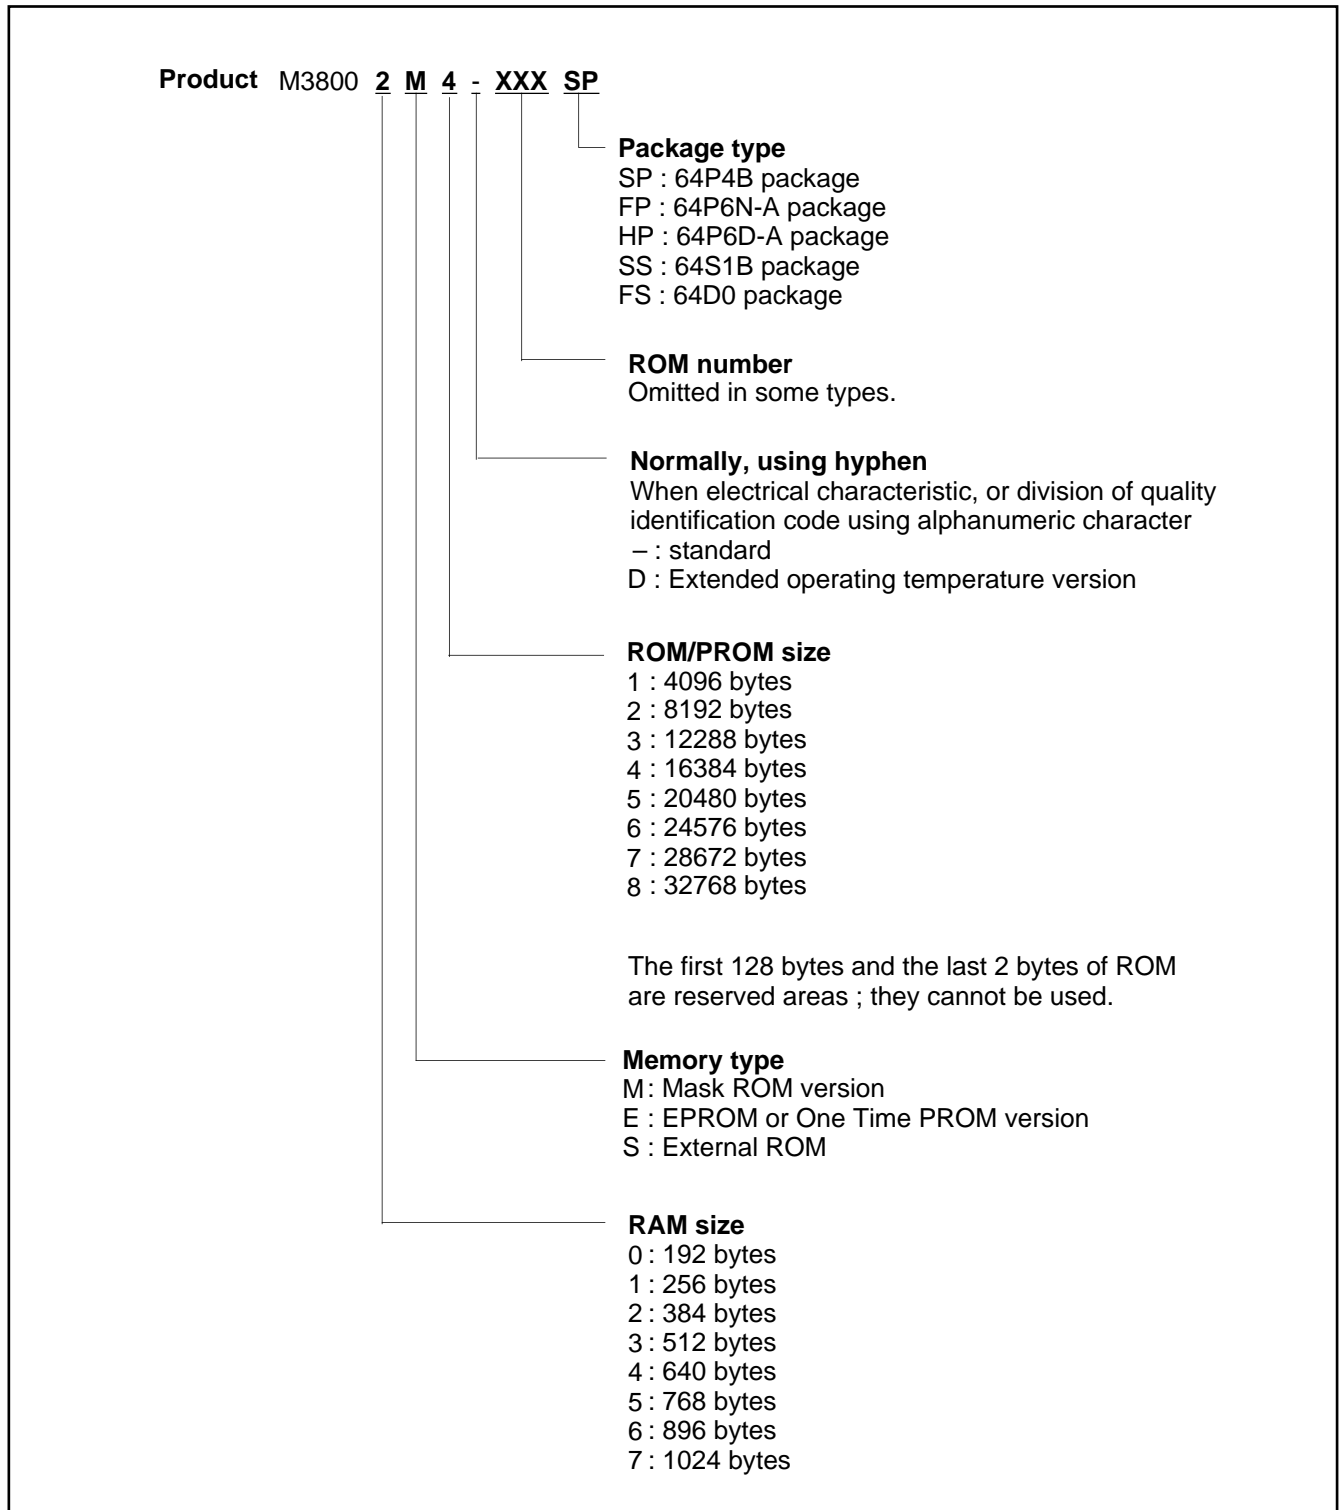 Product M3800 2 M 4 - XXX SP
Package type
SP : 64P4B package
FP : 64P6N-A package
HP : 64P6D-A package
SS : 64S1B package
FS : 64D0 package
ROM number
Omitted in some types.
Normally, using hyphen
When electrical characteristic, or division of quality
identification code using alphanumeric character
– : standard
D : Extended operating temperature version
ROM/PROM size
1 : 4096 bytes
2 : 8192 bytes
3 : 12288 bytes
4 : 16384 bytes
5 : 20480 bytes
6 : 24576 bytes
7 : 28672 bytes
8 : 32768 bytes
The first 128 bytes and the last 2 bytes of ROM
are reserved areas ; they cannot be used.
Memory type
M : Mask ROM version
E : EPROM or One Time PROM version
S : External ROM
RAM size
0 : 192 bytes
1 : 256 bytes
2 : 384 bytes
3 : 512 bytes
4 : 640 bytes
5 : 768 bytes
6 : 896 bytes
7 : 1024 bytes